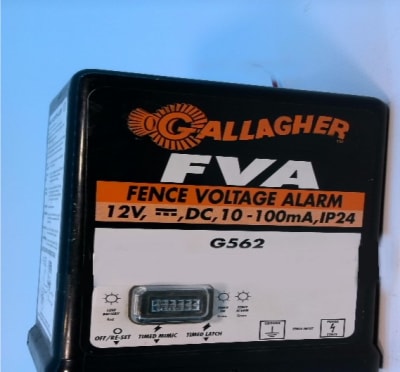 GALLAGHER
FVA
FENCE VOLTAGE ALARM
12V, ⎓, DC, 10-100mA, IP24
G562
OFF/RE-SET TIMED MIMIC TIMED LATCH